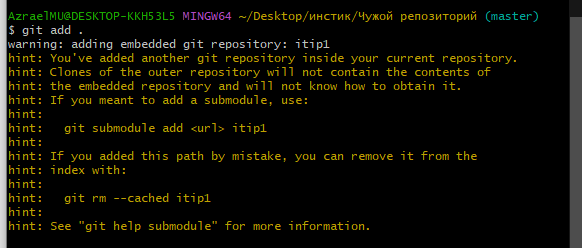 AzraelMU@DESKTOP-KKH53L5 MINGW64 ~/Desktop/инстик/Чужой репозиторий (master)
$ git add .
warning: adding embedded git repository: itip1
hint: You've added another git repository inside your current repository.
hint: Clones of the outer repository will not contain the contents of
hint: the embedded repository and will not know how to obtain it.
hint: If you meant to add a submodule, use:
hint:
hint:   git submodule add <url> itip1
hint:
hint: If you added this path by mistake, you can remove it from the
hint: index with:
hint:
hint:   git rm --cached itip1
hint:
hint: See "git help submodule" for more information.